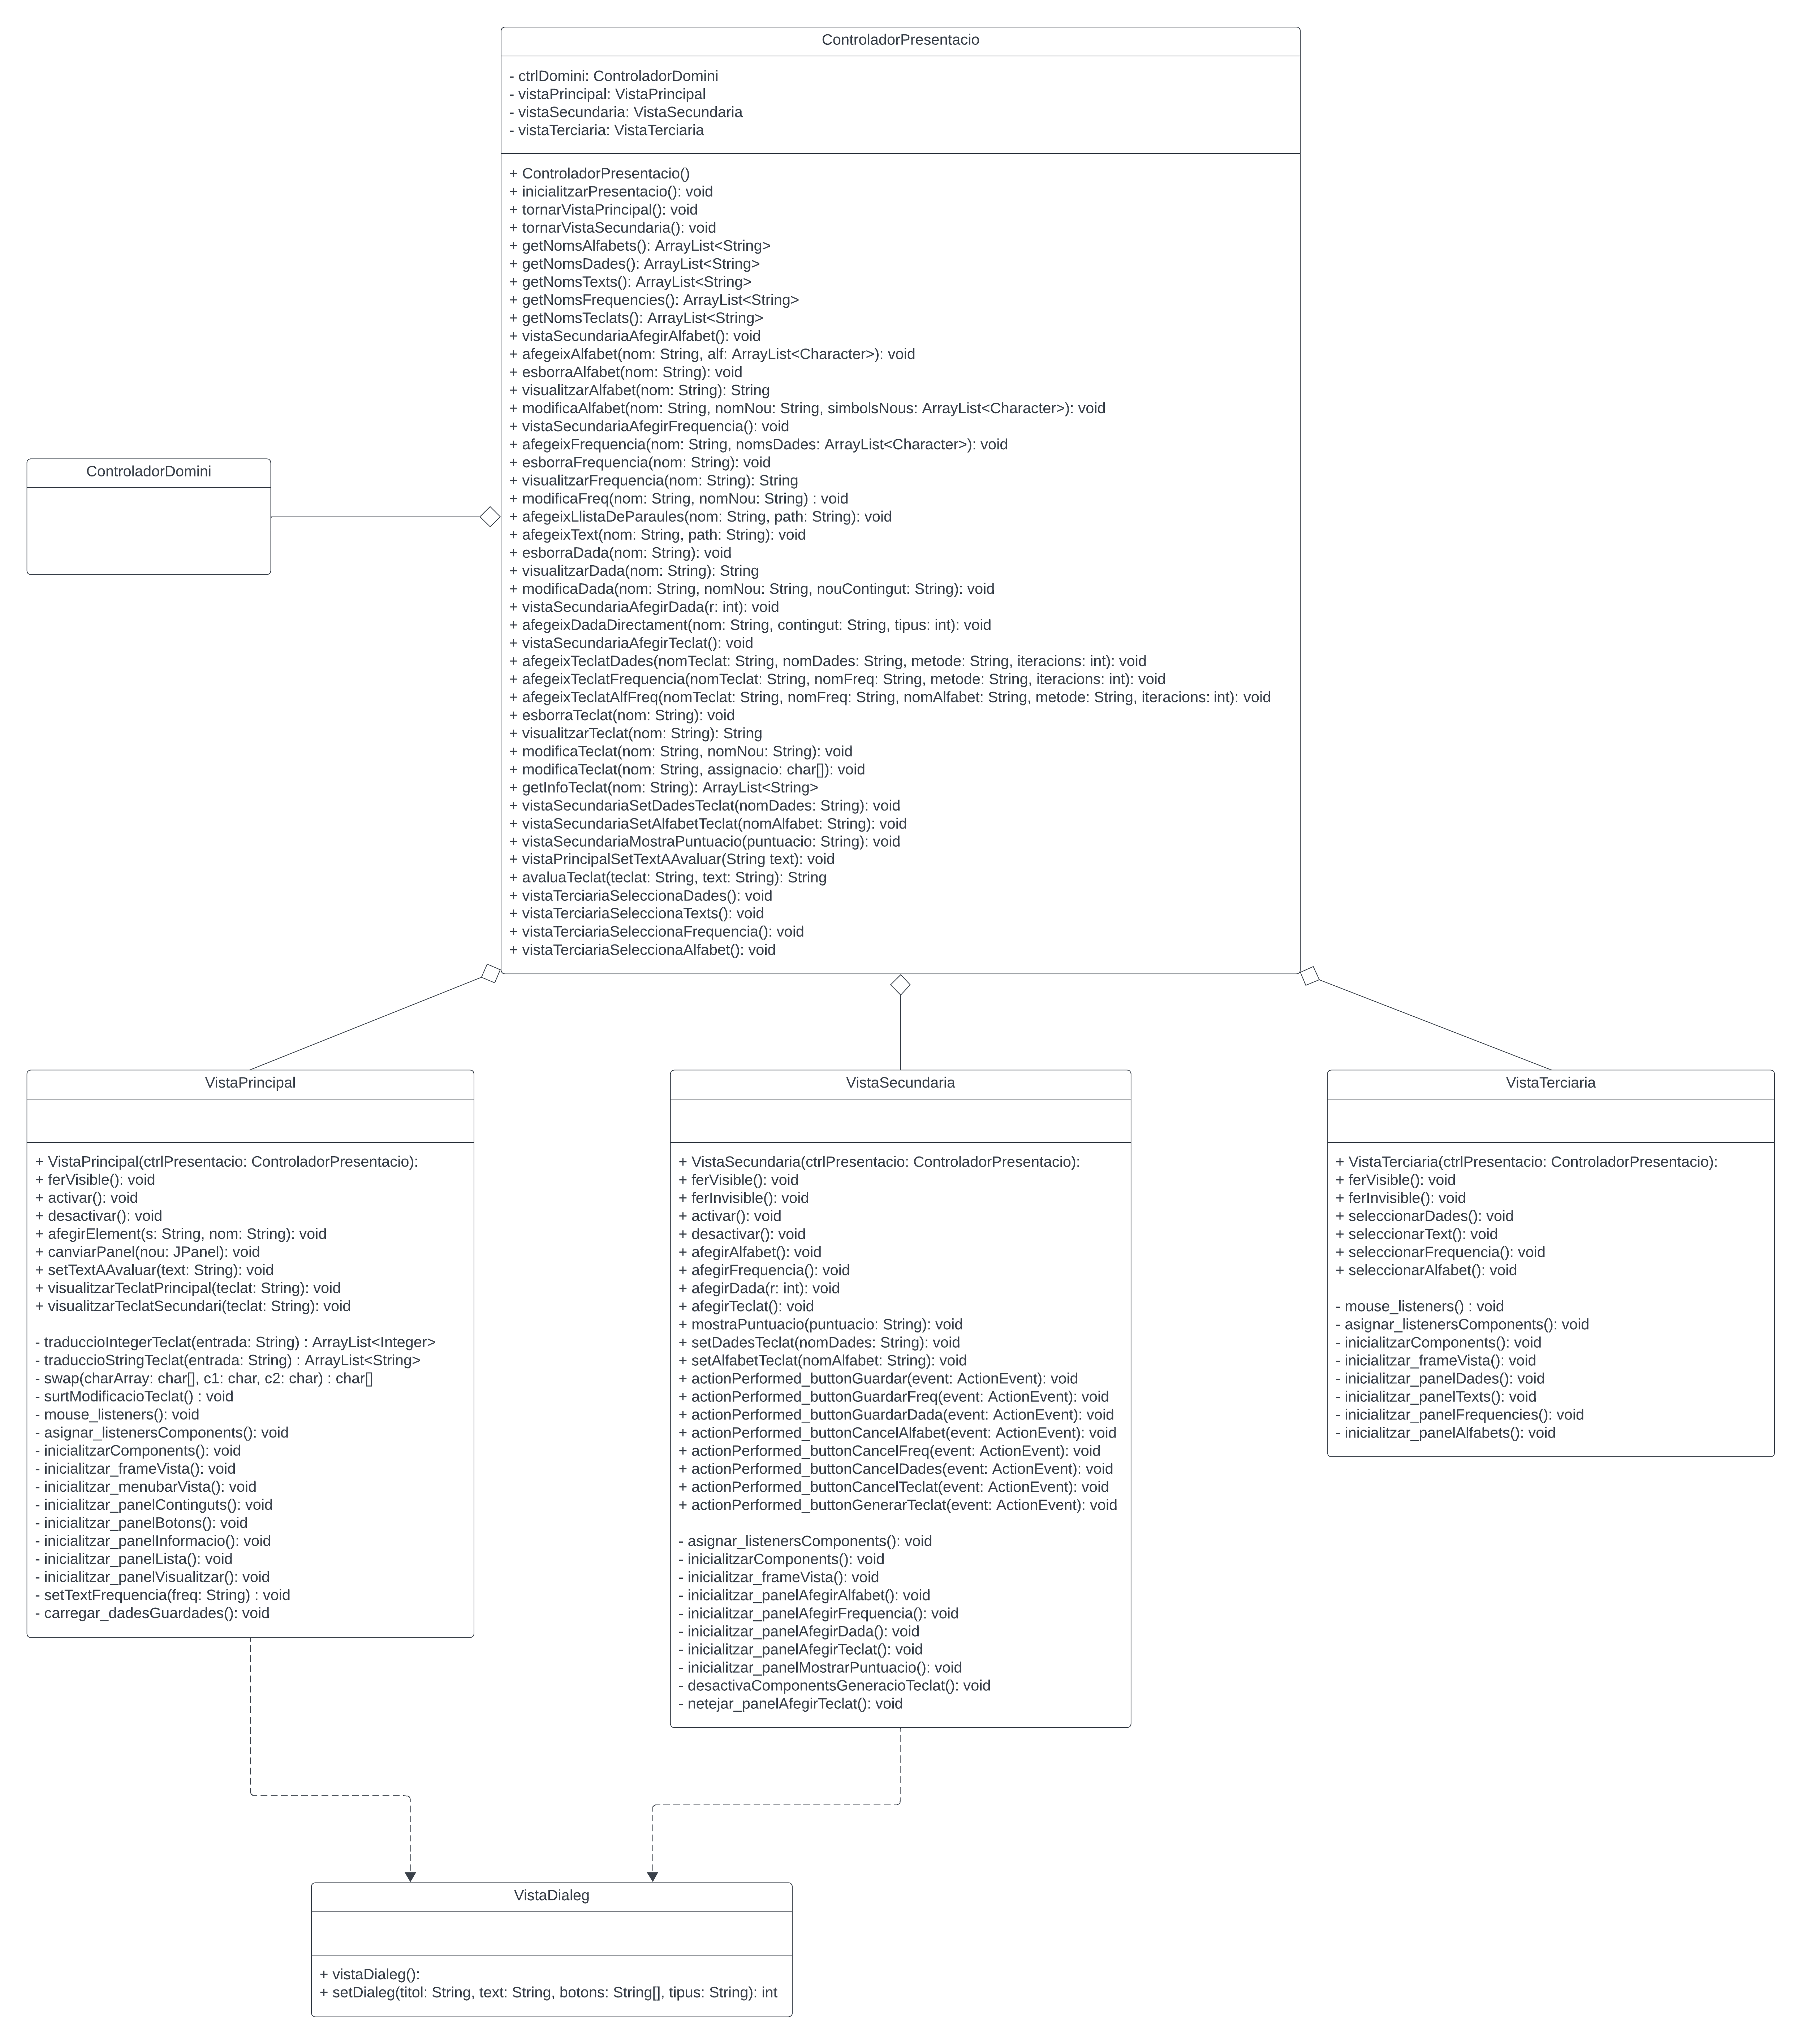 ControladorPresentacio
- ctrlDomini: ControladorDomini
- vistaPrincipal: VistaPrincipal
- vistaSecundaria: VistaSecundaria
- vistaTerciaria: VistaTerciaria
+ ControladorPresentacio()
+ inicialitzarPresentacio(): void
+ tornarVistaPrincipal(): void
+ tornarVistaSecundaria(): void
+ getNomsAlfabets(): ArrayList<String>
+ getNomsDades(): ArrayList<String>
+ getNomsTexts(): ArrayList<String>
+ getNomsFrequencies(): ArrayList<String>
+ getNomsTeclats(): ArrayList<String>
+ vistaSecundariaAfegirAlfabet(): void
+ afegeixAlfabet(nom: String, alf: ArrayList<Character>): void
+ esborraAlfabet(nom: String): void
+ visualitzarAlfabet(nom: String): String
+ modificaAlfabet(nom: String, nomNou: String, simbolsNous: ArrayList<Character>): void
+ vistaSecundariaAfegirFrequencia(): void
+ afegeixFrequencia(nom: String, nomsDades: ArrayList<Character>): void
+ esborraFrequencia(nom: String): void
+ visualitzarFrequencia(nom: String): String
+ modificaFreq(nom: String, nomNou: String) : void
+ afegeixLlistaDeParaules(nom: String, path: String): void
+ afegeixText(nom: String, path: String): void
+ esborraDada(nom: String): void
+ visualitzarDada(nom: String): String
+ modificaDada(nom: String, nomNou: String, nouContingut: String): void
+ vistaSecundariaAfegirDada(r: int): void
+ afegeixDadaDirectament(nom: String, contingut: String, tipus: int): void
+ vistaSecundariaAfegirTeclat(): void
+ afegeixTeclatDades(nomTeclat: String, nomDades: String, metode: String, iteracions: int): void
+ afegeixTeclatFrequencia(nomTeclat: String, nomFreq: String, metode: String, iteracions: int): void
+ afegeixTeclatAlfFreq(nomTeclat: String, nomFreq: String, nomAlfabet: String, metode: String, iteracions: int): void
+ esborraTeclat(nom: String): void
+ visualitzarTeclat(nom: String): String
+ modificaTeclat(nom: String, nomNou: String): void
+ modificaTeclat(nom: String, assignacio: char[]): void
+ getInfoTeclat(nom: String): ArrayList<String>
+ vistaSecundariaSetDadesTeclat(nomDades: String): void
+ vistaSecundariaSetAlfabetTeclat(nomAlfabet: String): void
+ vistaSecundariaMostraPuntuacio(puntuacio: String): void
+ vistaPrincipalSetTextAAvaluar(String text): void
+ avaluaTeclat(teclat: String, text: String): String
+ vistaTerciariaSeleccionaDades(): void
+ vistaTerciariaSeleccionaTexts(): void
+ vistaTerciariaSeleccionaFrequencia(): void
+ vistaTerciariaSeleccionaAlfabet(): void
ControladorDomini
VistaPrincipal
+ VistaPrincipal(ctrlPresentacio: ControladorPresentacio):
+ ferVisible(): void
+ activar(): void
+ desactivar(): void
+ afegirElement(s: String, nom: String): void
+ canviarPanel(nou: JPanel): void
+ setTextAAvaluar(text: String): void
+ visualitzarTeclatPrincipal(teclat: String): void
+ visualitzarTeclatSecundari(teclat: String): void
- traduccioIntegerTeclat(entrada: String) : ArrayList<Integer>
- traduccioStringTeclat(entrada: String) : ArrayList<String>
- swap(charArray: char[], c1: char, c2: char) : char[]
- surtModificacioTeclat() : void
- mouse_listeners(): void
- asignar_listenersComponents(): void
- inicialitzarComponents(): void
- inicialitzar_frameVista(): void
- inicialitzar_menubarVista(): void
- inicialitzar_panelContinguts(): void
- inicialitzar_panelBotons(): void
- inicialitzar_panelInformacio(): void
- inicialitzar_panelLista(): void
- inicialitzar_panelVisualitzar(): void
- setTextFrequencia(freq: String) : void
- carregar_dadesGuardades(): void
VistaSecundaria
+ VistaSecundaria(ctrlPresentacio: ControladorPresentacio):
+ ferVisible(): void
+ ferInvisible(): void
+ activar(): void
+ desactivar(): void
+ afegirAlfabet(): void
+ afegirFrequencia(): void
+ afegirDada(r: int): void
+ afegirTeclat(): void
+ mostraPuntuacio(puntuacio: String): void
+ setDadesTeclat(nomDades: String): void
+ setAlfabetTeclat(nomAlfabet: String): void
+ actionPerformed_buttonGuardar(event: ActionEvent): void
+ actionPerformed_buttonGuardarFreq(event: ActionEvent): void
+ actionPerformed_buttonGuardarDada(event: ActionEvent): void
+ actionPerformed_buttonCancelAlfabet(event: ActionEvent): void
+ actionPerformed_buttonCancelFreq(event: ActionEvent): void
+ actionPerformed_buttonCancelDades(event: ActionEvent): void
+ actionPerformed_buttonCancelTeclat(event: ActionEvent): void
+ actionPerformed_buttonGenerarTeclat(event: ActionEvent): void
- asignar_listenersComponents(): void
- inicialitzarComponents(): void
- inicialitzar_frameVista(): void
- inicialitzar_panelAfegirAlfabet(): void
- inicialitzar_panelAfegirFrequencia(): void
- inicialitzar_panelAfegirDada(): void
- inicialitzar_panelAfegirTeclat(): void
- inicialitzar_panelMostrarPuntuacio(): void
- desactivaComponentsGeneracioTeclat(): void
- netejar_panelAfegirTeclat(): void
VistaTerciaria
+ VistaTerciaria(ctrlPresentacio: ControladorPresentacio):
+ ferVisible(): void
+ ferInvisible(): void
+ seleccionarDades(): void
+ seleccionarText(): void
+ seleccionarFrequencia(): void
+ seleccionarAlfabet(): void
- mouse_listeners() : void
- asignar_listenersComponents(): void
- inicialitzarComponents(): void
- inicialitzar_frameVista(): void
- inicialitzar_panelDades(): void
- inicialitzar_panelTexts(): void
- inicialitzar_panelFrequencies(): void
- inicialitzar_panelAlfabets(): void
VistaDialeg
+ vistaDialeg():
+ setDialeg(titol: String, text: String, botons: String[], tipus: String): int